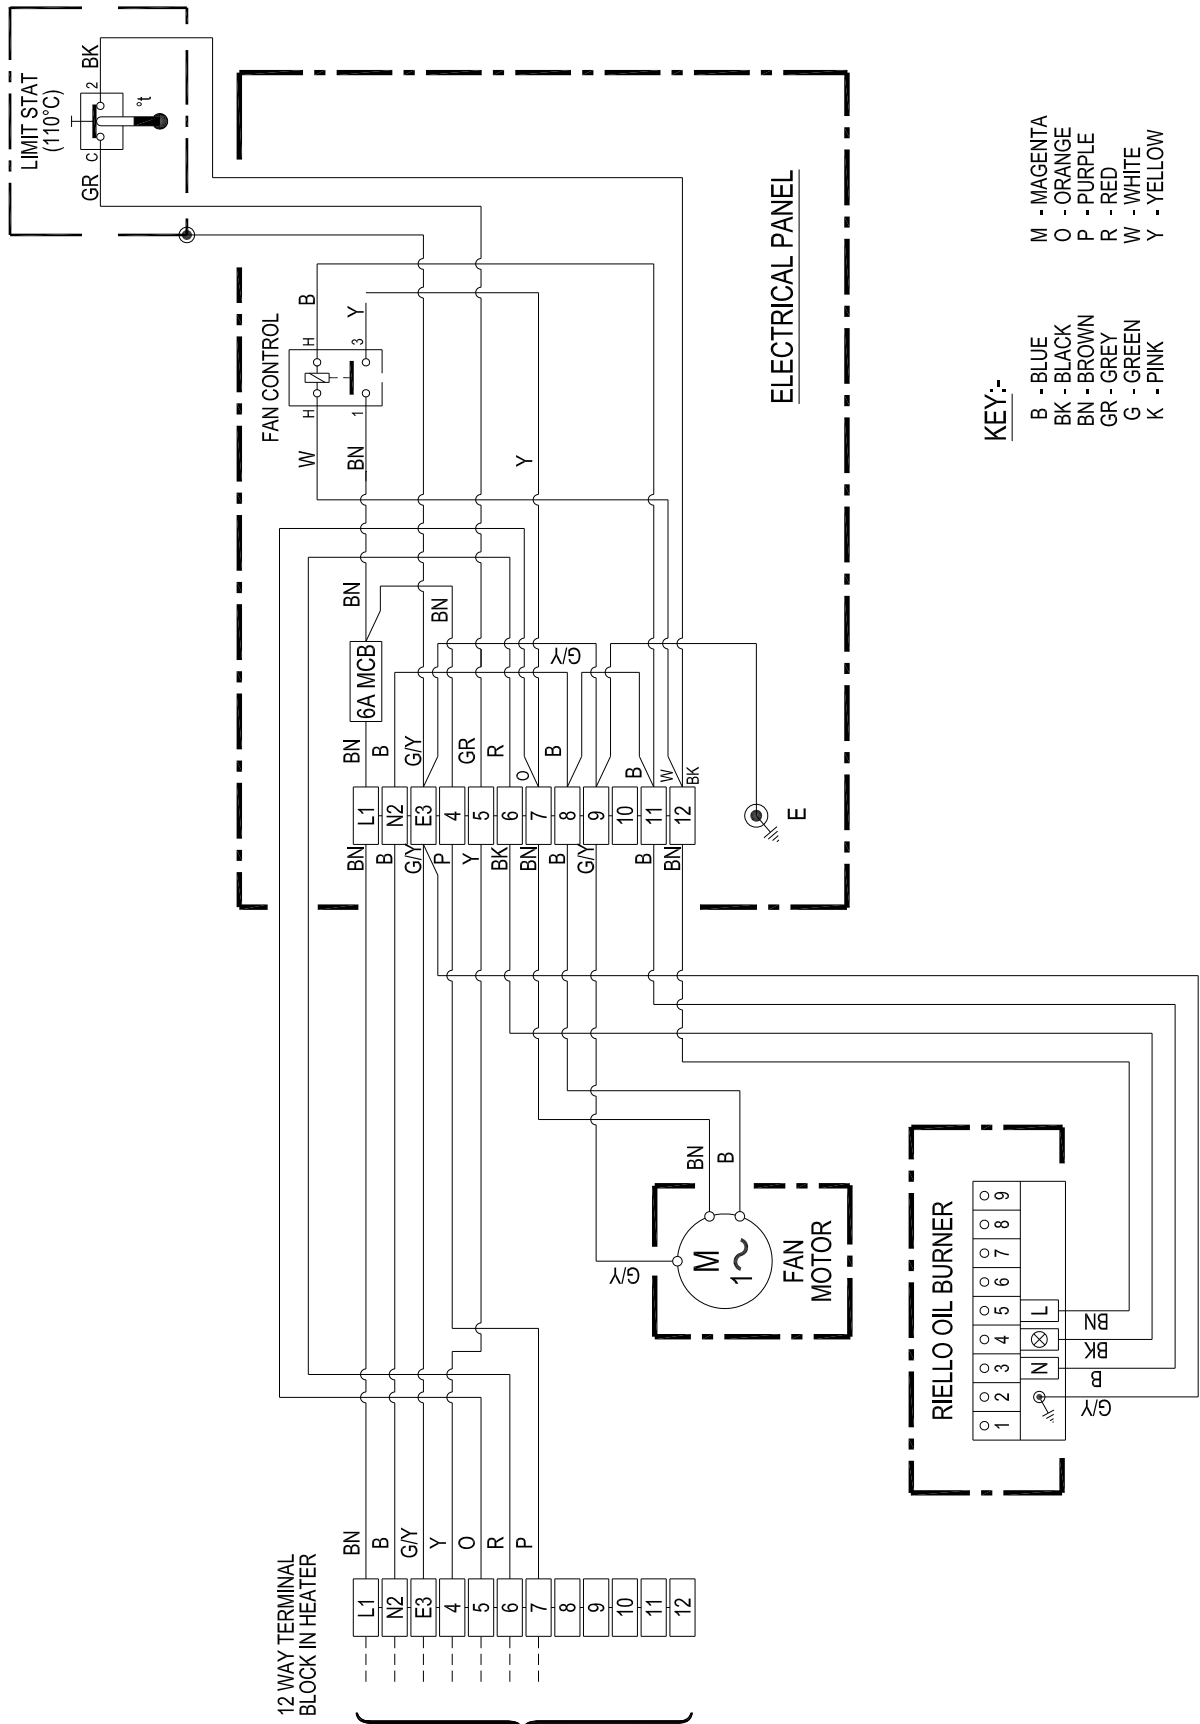 LIMIT STAT
(110°C)
GR
C
2
BK
°t
FAN CONTROL
W
H
H
B
BN
1
3
Y
Y
ELECTRICAL PANEL
BN
BN
6A MCB
G/Y
BN
B
G/Y
GR
R
O
B
B
W
BK
L1
N2
E3
4
5
6
7
8
9
10
11
12
BN
B
G/Y
P
Y
BK
BN
B
G/Y
B
BN
E
KEY:-
B - BLUE
BK - BLACK
BN - BROWN
GR - GREY
G - GREEN
K - PINK
M - MAGENTA
O - ORANGE
P - PURPLE
R - RED
W - WHITE
Y - YELLOW
BN
B
G/Y
M
1
FAN
MOTOR
RIELLO OIL BURNER
1
2
3
4
5
6
7
8
9
N
L
G/Y
B
BK
BN
12 WAY TERMINAL
BLOCK IN HEATER
BN
B
G/Y
Y
O
R
P
L1
N2
E3
4
5
6
7
8
9
10
11
12